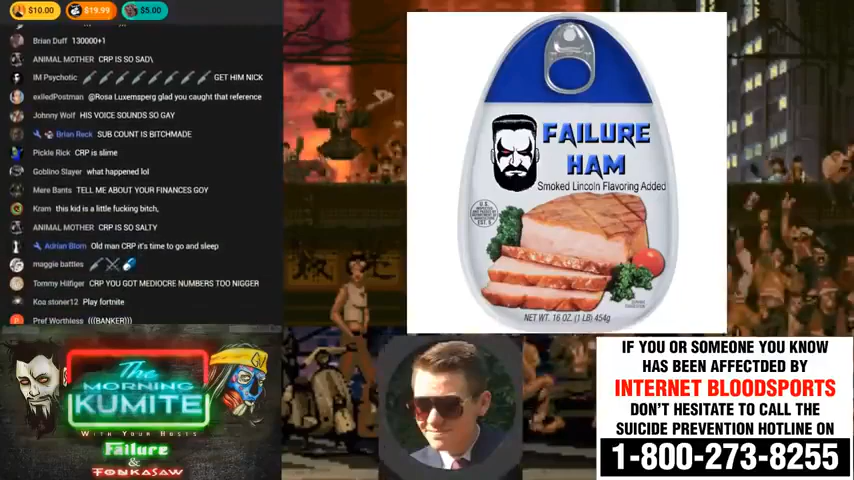 $10.00 $19.99 $5.00
Brian Duff 130000+1
ANIMAL MOTHER CRP IS SO SAD\
IM Psychotic GET HIM NICK
exiledPostman @Rosa Luxemsperg glad you caught that reference
Johnny Wolf HIS VOICE SOUNDS SO GAY
Brian Reck SUB COUNT IS BITCHMADE
Pickle Rick CRP is slime
Goblino Slayer what happened lol
Mere Bants TELL ME ABOUT YOUR FINANCES GOY
Kram this kid is a little fucking bitch,
ANIMAL MOTHER CRP IS SO SALTY
Adrian Blom Old man CRP it's time to go and sleep
maggie battles
Tommy Hilfiger CRP YOU GOT MEDIOCRE NUMBERS TOO NIGGER
Koa stoner12 Play fortnite
Pref Worthless (((BANKER)))
FAILURE
HAM
Smoked Lincoln Flavoring Added
NET WT. 16 OZ. (1 LB) 454g
The
MORNING
KUMITE
With Your Hosts
Failure
&
TONKASAW
GV
IF YOU OR SOMEONE YOU KNOW
HAS BEEN AFFECTDED BY
INTERNET BLOODSPORTS
DON'T HESITATE TO CALL THE
SUICIDE PREVENTION HOTLINE ON
1-800-273-8255